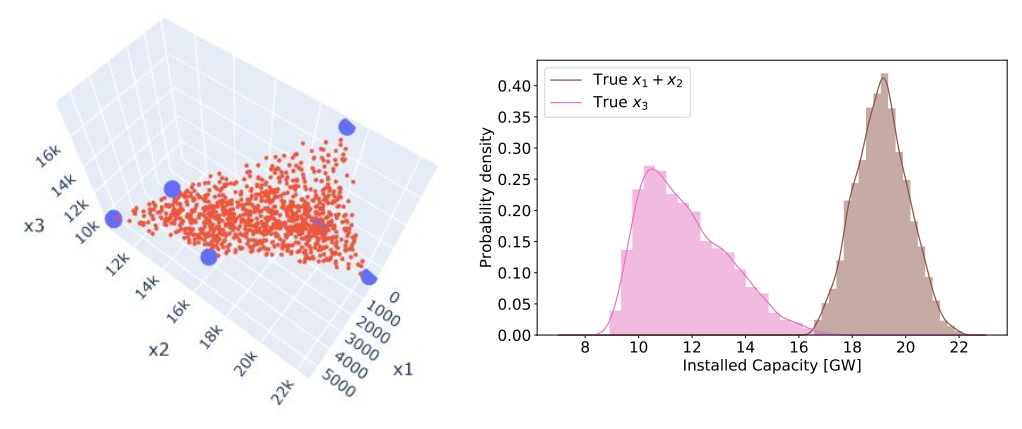 16k
14k
12k
10k
x3
12k
14k
16k
18k
20k
22k
x2
0
1000
2000
3000
4000
5000
x1
True x₁ + x₂
True x₃
0.40
0.35
0.30
0.25
0.20
0.15
0.10
0.05
0.00
Probability density
8 10 12 14 16 18 20 22
Installed Capacity [GW]